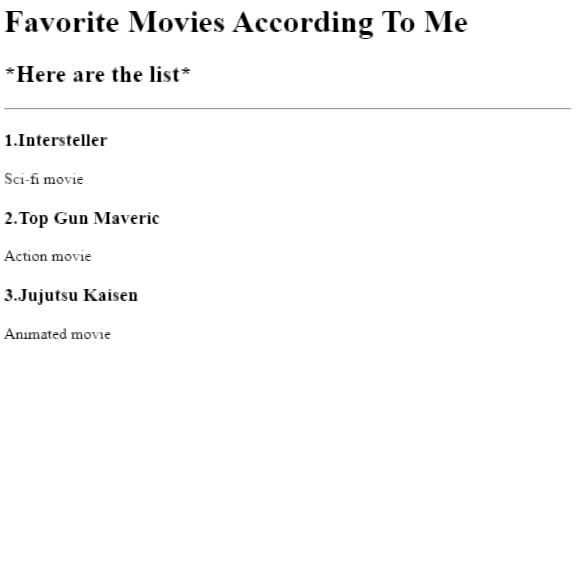 Favorite Movies According To Me
*Here are the list*
1.Intersteller
Sci-fi movie
2.Top Gun Maveric
Action movie
3.Jujutsu Kaisen
Animated movie